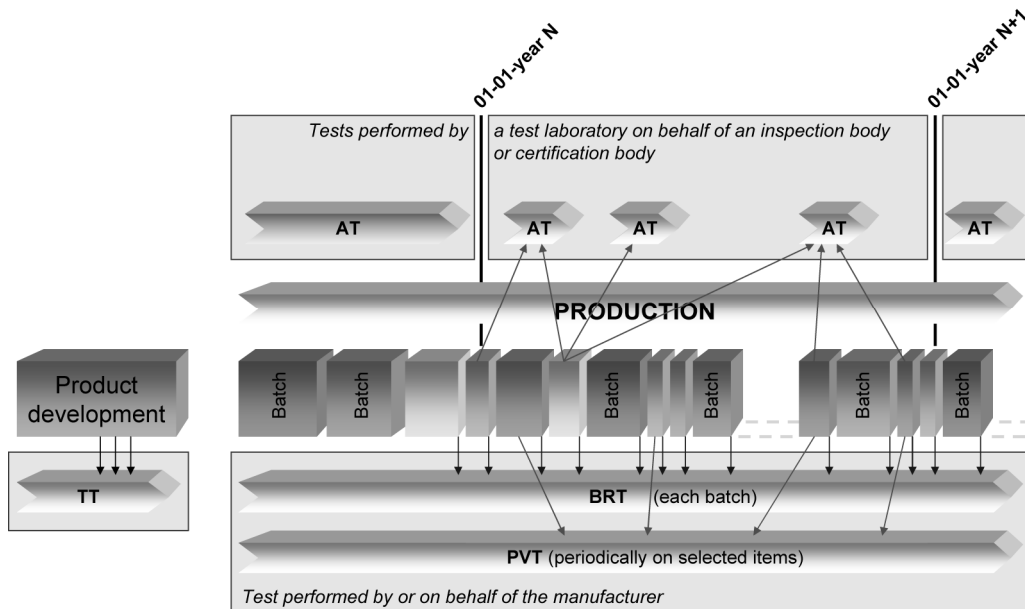 01-01-year N
01-01-year N+1
Tests performed by
a test laboratory on behalf of an inspection body
or certification body
AT
AT
AT
AT
AT
PRODUCTION
Product
development
Batch
Batch
Batch
Batch
Batch
Batch
TT
BRT (each batch)
PVT (periodically on selected items)
Test performed by or on behalf of the manufacturer